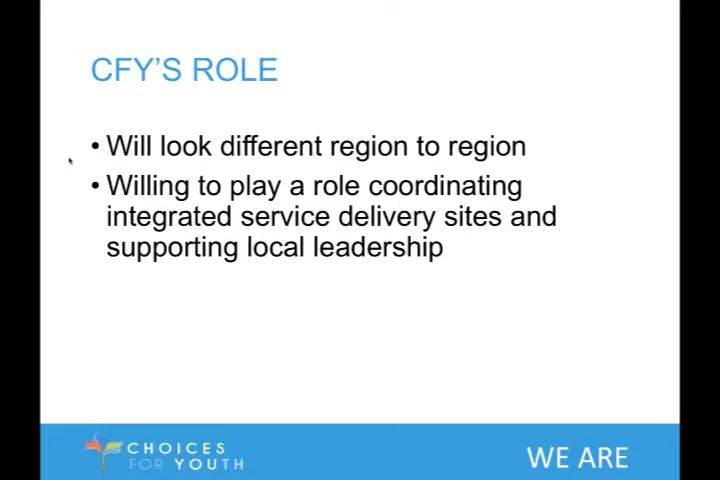 CFY'S ROLE
• Will look different region to region
• Willing to play a role coordinating
integrated service delivery sites and
supporting local leadership
CHOICES
FOR YOUTH
WE ARE